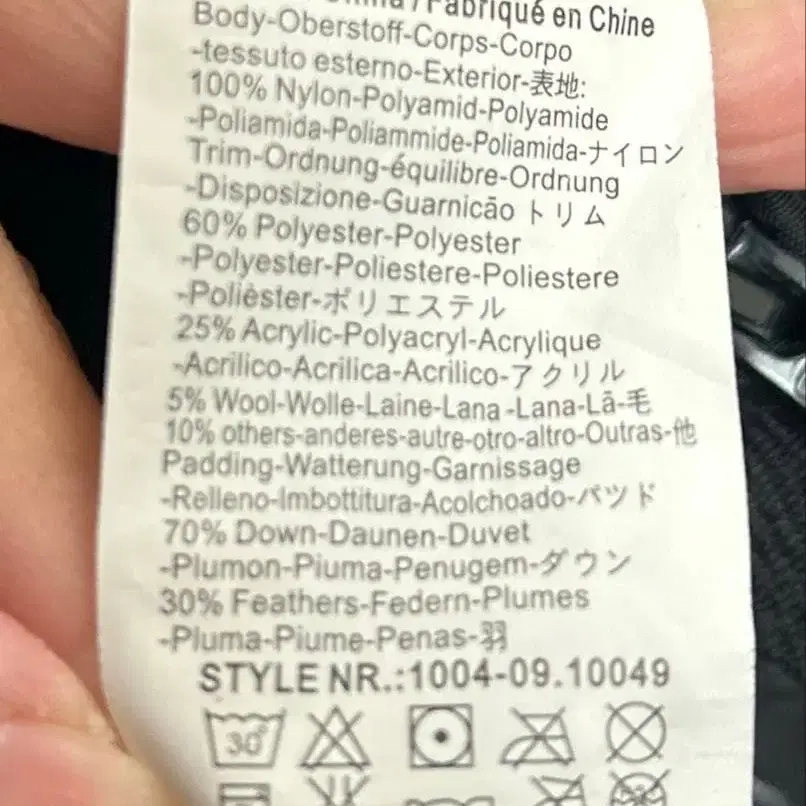 /Fabriqué en Chine
Body-Oberstoff-Corps-Corpo
-tessuto esterno-Exterior-表地:
100% Nylon-Polyamid-Polyamide
-Poliamida-Poliammide-Poliamida-ナイロン
Trim-Ordnung-équilibre-Ordnung
-Disposizione-Guarnicão トリム
60% Polyester-Polyester
-Polyester-Poliestere-Poliestere
-Polièster-ポリエステル
25% Acrylic-Polyacryl-Acrylique
-Acrilico-Acrilica-Acrilico-アクリル
5% Wool-Wolle-Laine-Lana-Lana-Lã-毛
10% others-anderes-autre-otro-altro-Outras-他
Padding-Watterung-Garnissage
-Relleno-Imbottitura-Acolchoado-パツド
70% Down-Daunen-Duvet
-Plumon-Piuma-Penugem-ダウン
30% Feathers-Federn-Plumes
-Pluma-Piume-Penas-羽
STYLE NR.:1004-09.10049
30°